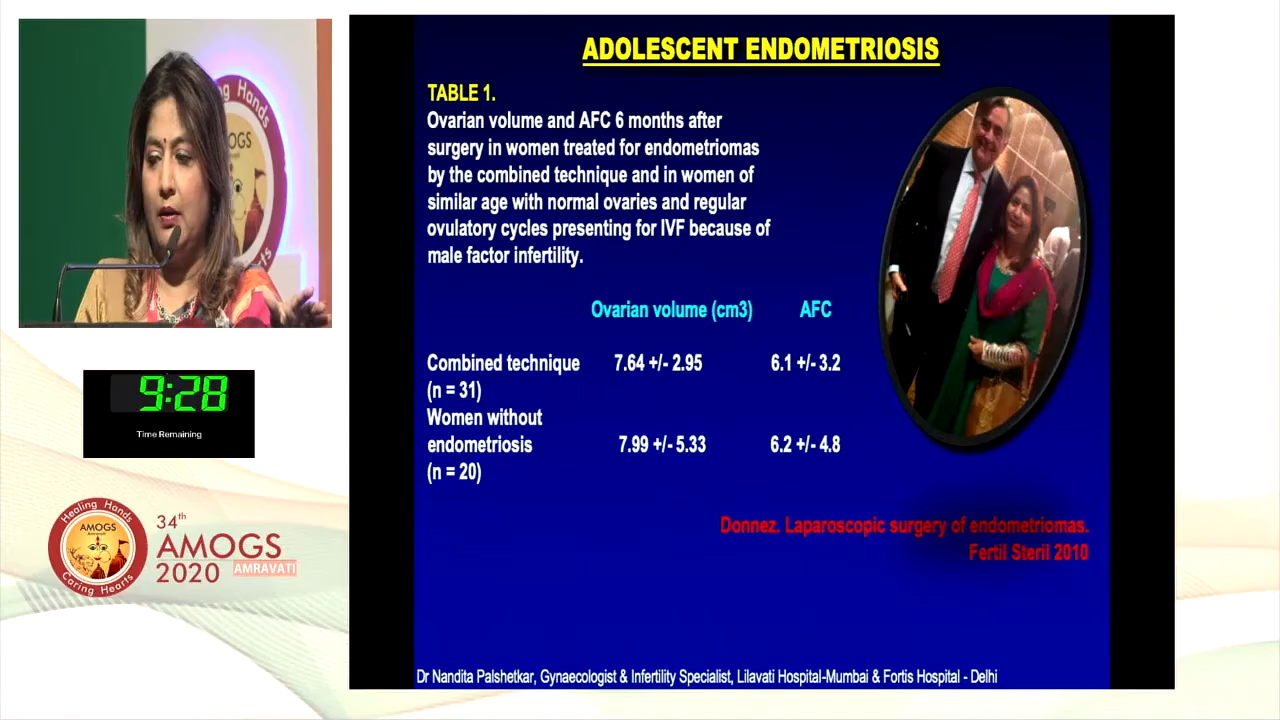 ADOLESCENT ENDOMETRIOSIS
TABLE 1.
Ovarian volume and AFC 6 months after
surgery in women treated for endometriomas
by the combined technique and in women of
similar age with normal ovaries and regular
ovulatory cycles presenting for IVF because of
male factor infertility.
Ovarian volume (cm3) AFC
Combined technique 7.64 +/- 2.95 6.1 +/- 3.2
(n = 31)
Women without
endometriosis 7.99 +/- 5.33 6.2 +/- 4.8
(n = 20)
Donnez. Laparoscopic surgery of endometriomas.
Fertil Steril 2010
Dr Nandita Palshetkar, Gynaecologist & Infertility Specialist, Lilavati Hospital-Mumbai & Fortis Hospital - Delhi
Hands
AMOGS
9:28
Time Remaining
Healing Hands
AMOGS
Amravati
Caring Hearts
34th
AMOGS
2020 AMRAVATI